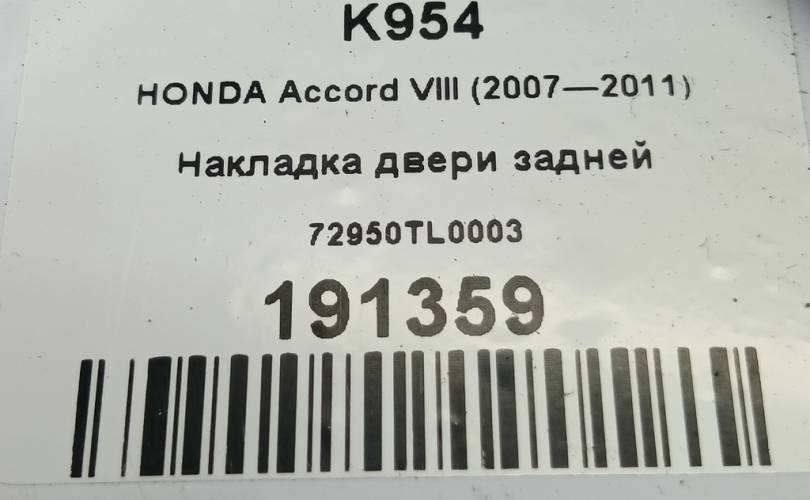 K954
HONDA Accord VIII (2007—2011)
Накладка двери задней
72950TL0003
191359